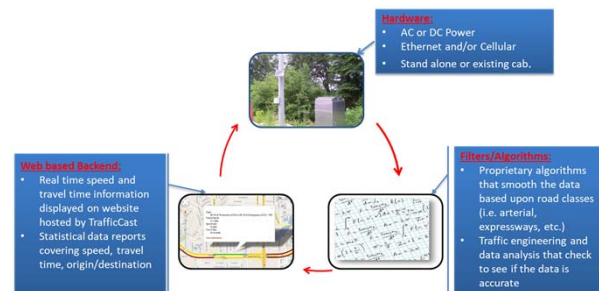 Hardware:
• AC or DC Power
• Ethernet and/or Cellular
• Stand alone or existing cab.
Web based Backend:
• Real time speed and
travel time information
displayed on website
hosted by TrafficCast
• Statistical data reports
covering speed, travel
time, origin/destination
Filters/Algorithms:
• Proprietary algorithms
that smooth the data
based upon road classes
(i.e. arterial,
expressways, etc.)
• Traffic engineering and
data analysis that check
to see if the data is
accurate